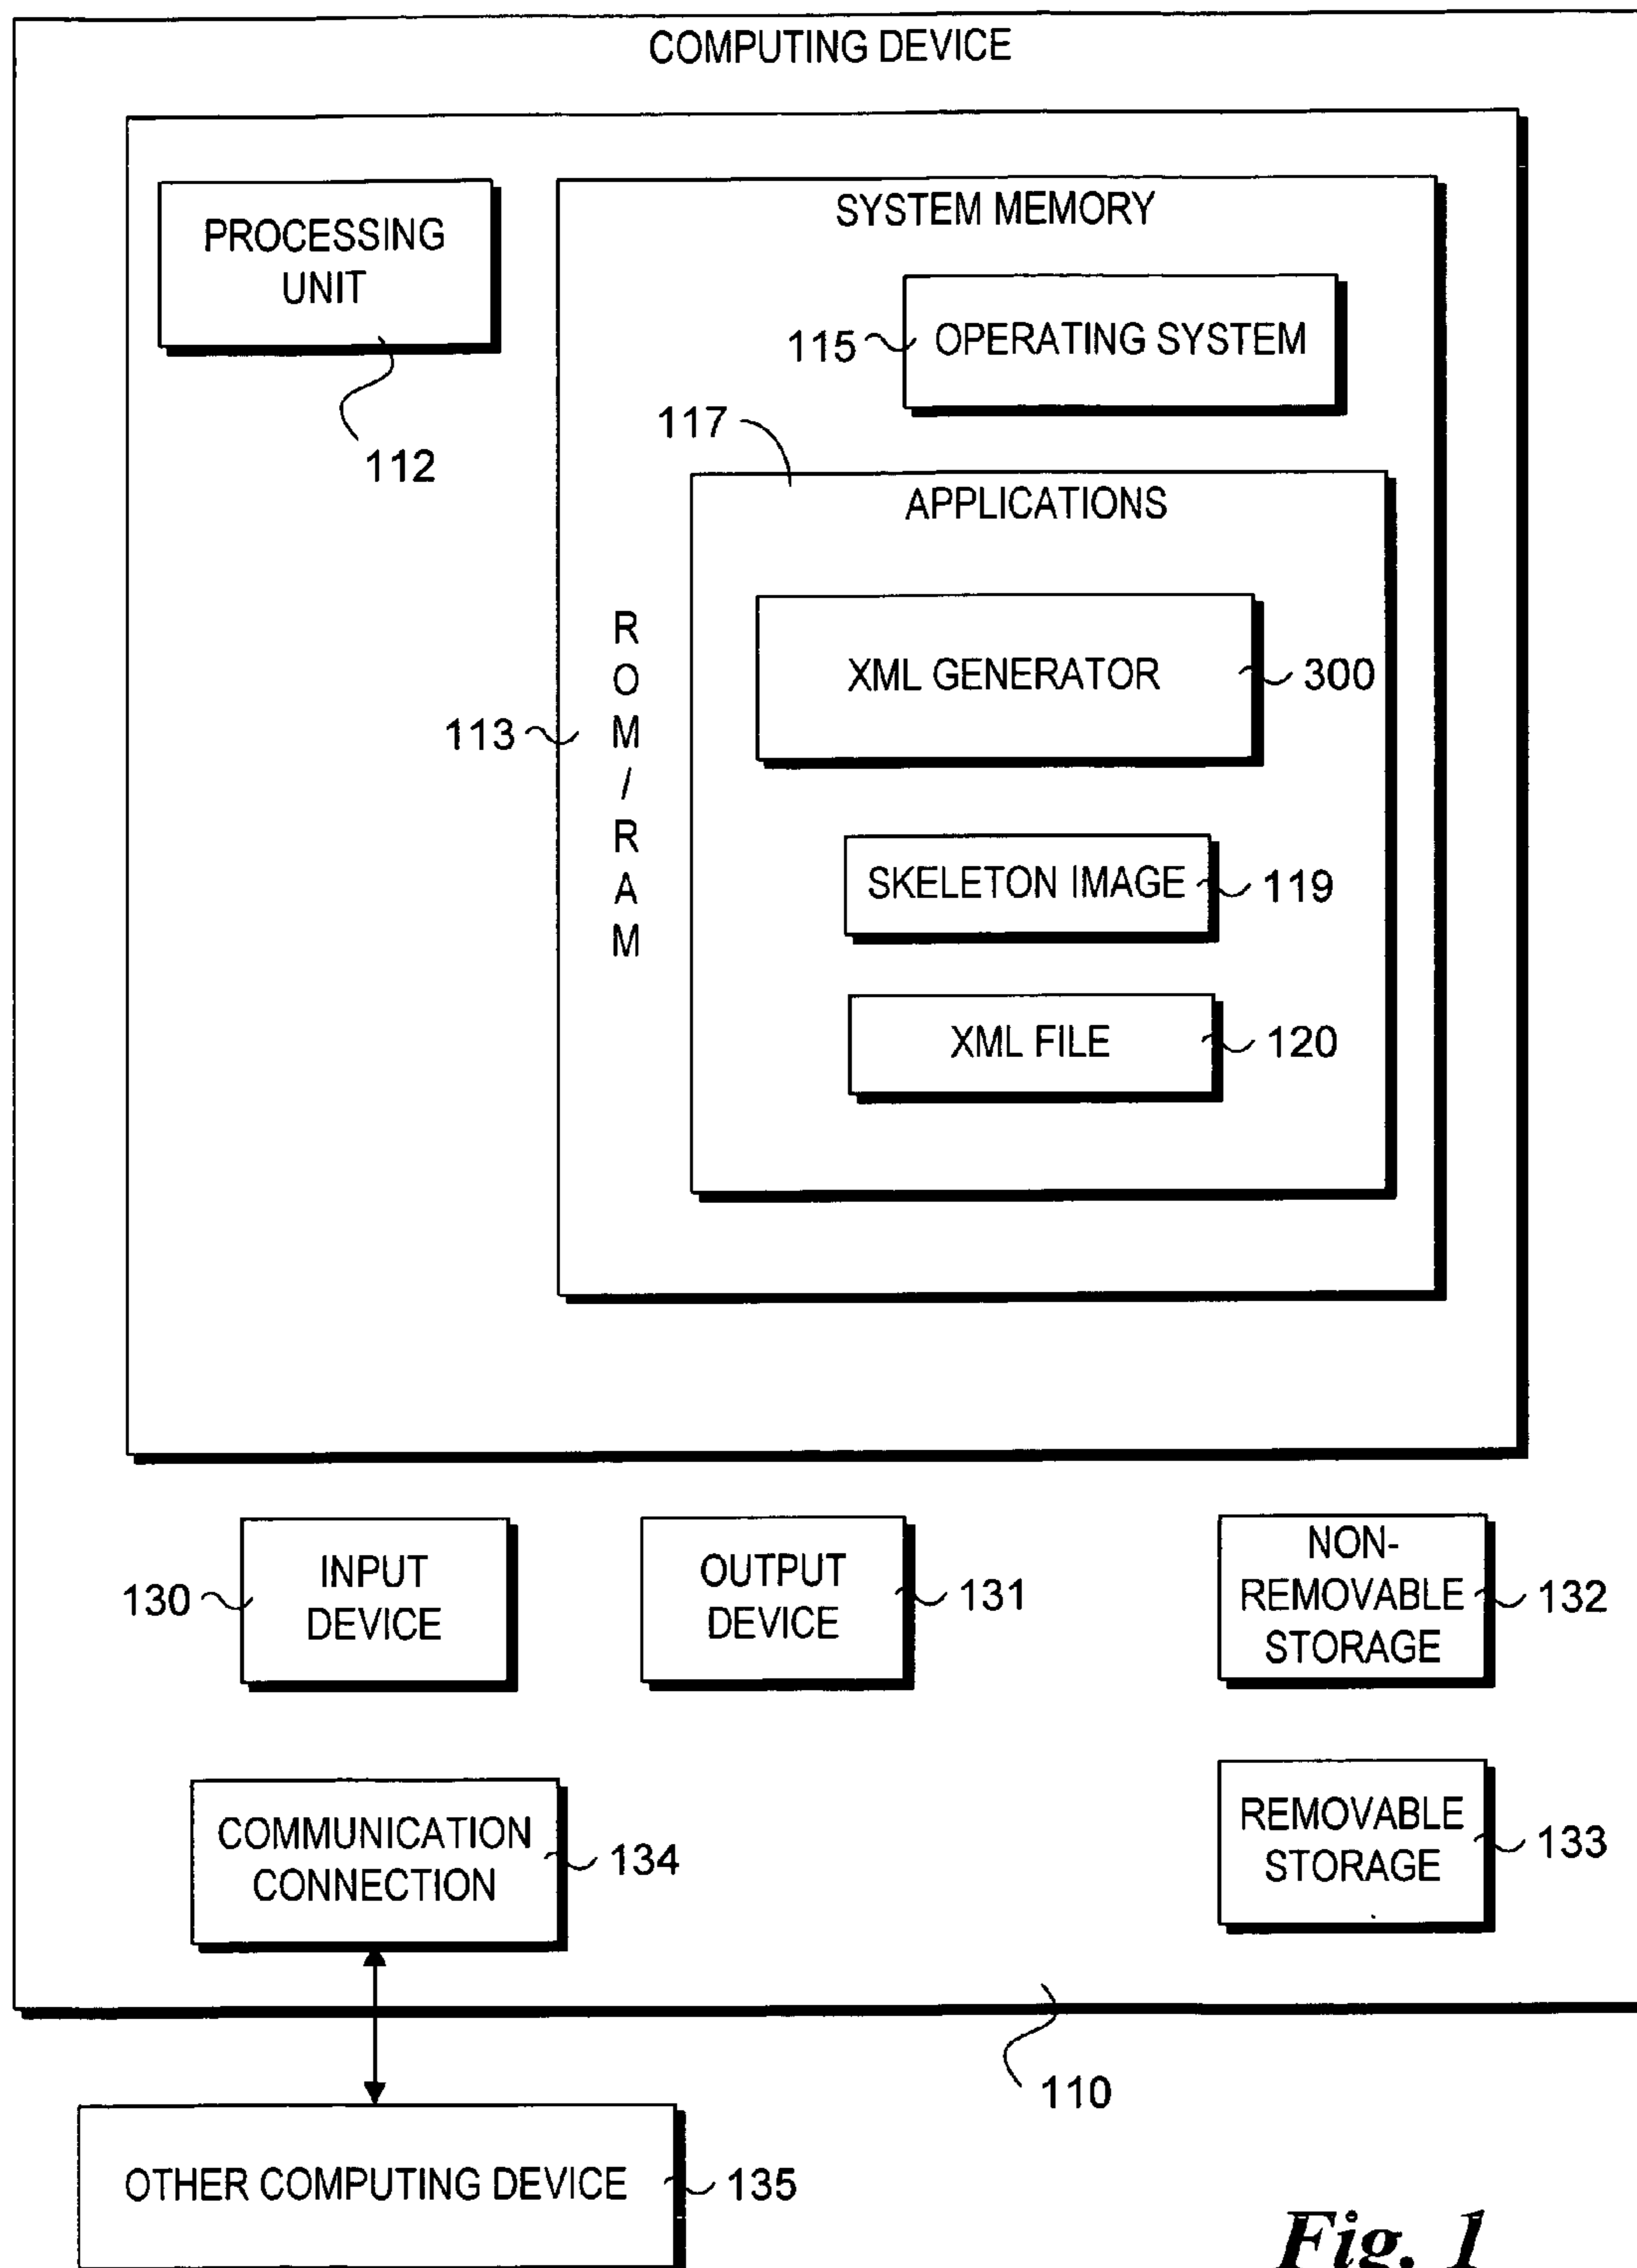 COMPUTING DEVICE
PROCESSING
UNIT
112
SYSTEM MEMORY
115
OPERATING SYSTEM
117
APPLICATIONS
ROM/RAM
113
XML GENERATOR
300
SKELETON IMAGE
119
XML FILE
120
130
INPUT
DEVICE
OUTPUT
DEVICE
131
NON-
REMOVABLE
STORAGE
132
COMMUNICATION
CONNECTION
134
REMOVABLE
STORAGE
133
110
OTHER COMPUTING DEVICE
135
Fig. 1